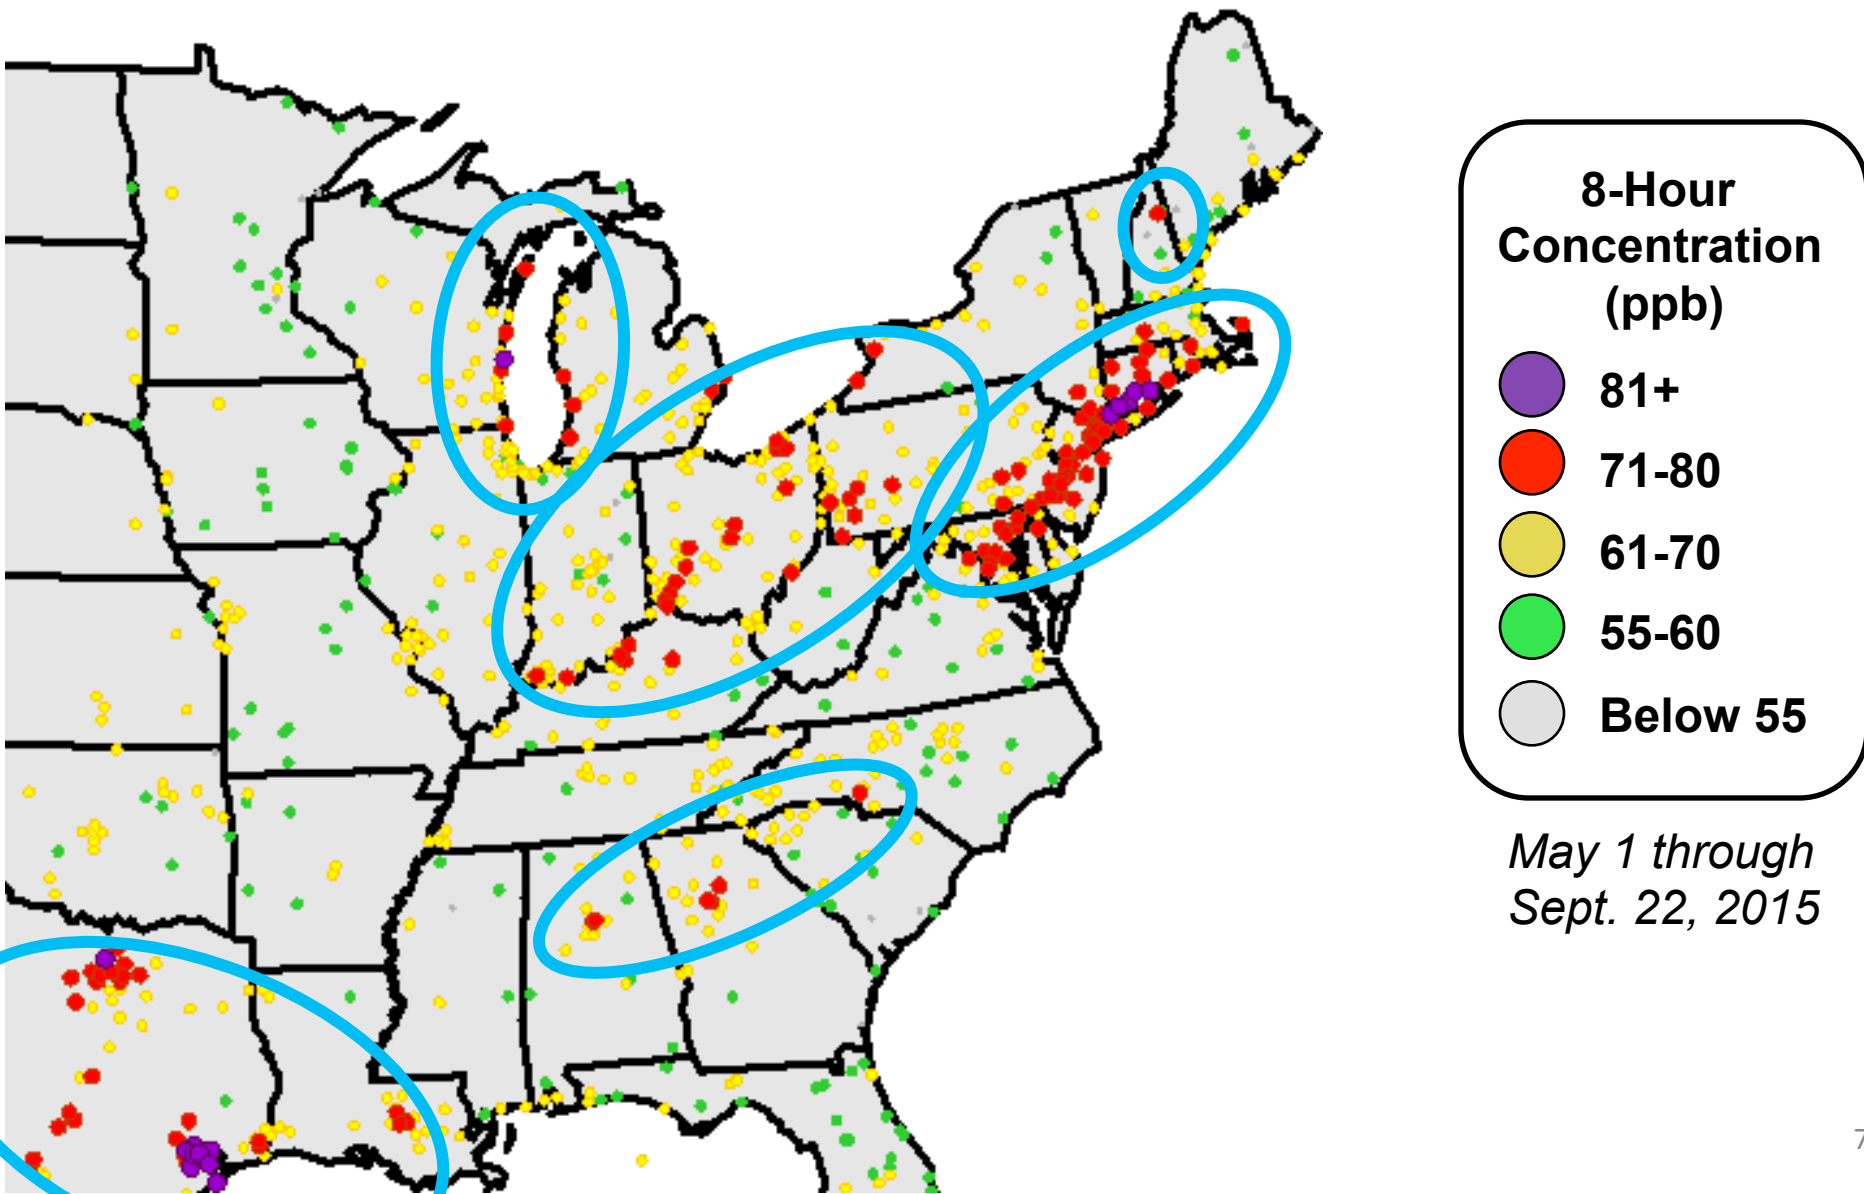 8-Hour
Concentration
(ppb)
81+
71-80
61-70
55-60
Below 55
May 1 through
Sept. 22, 2015
7